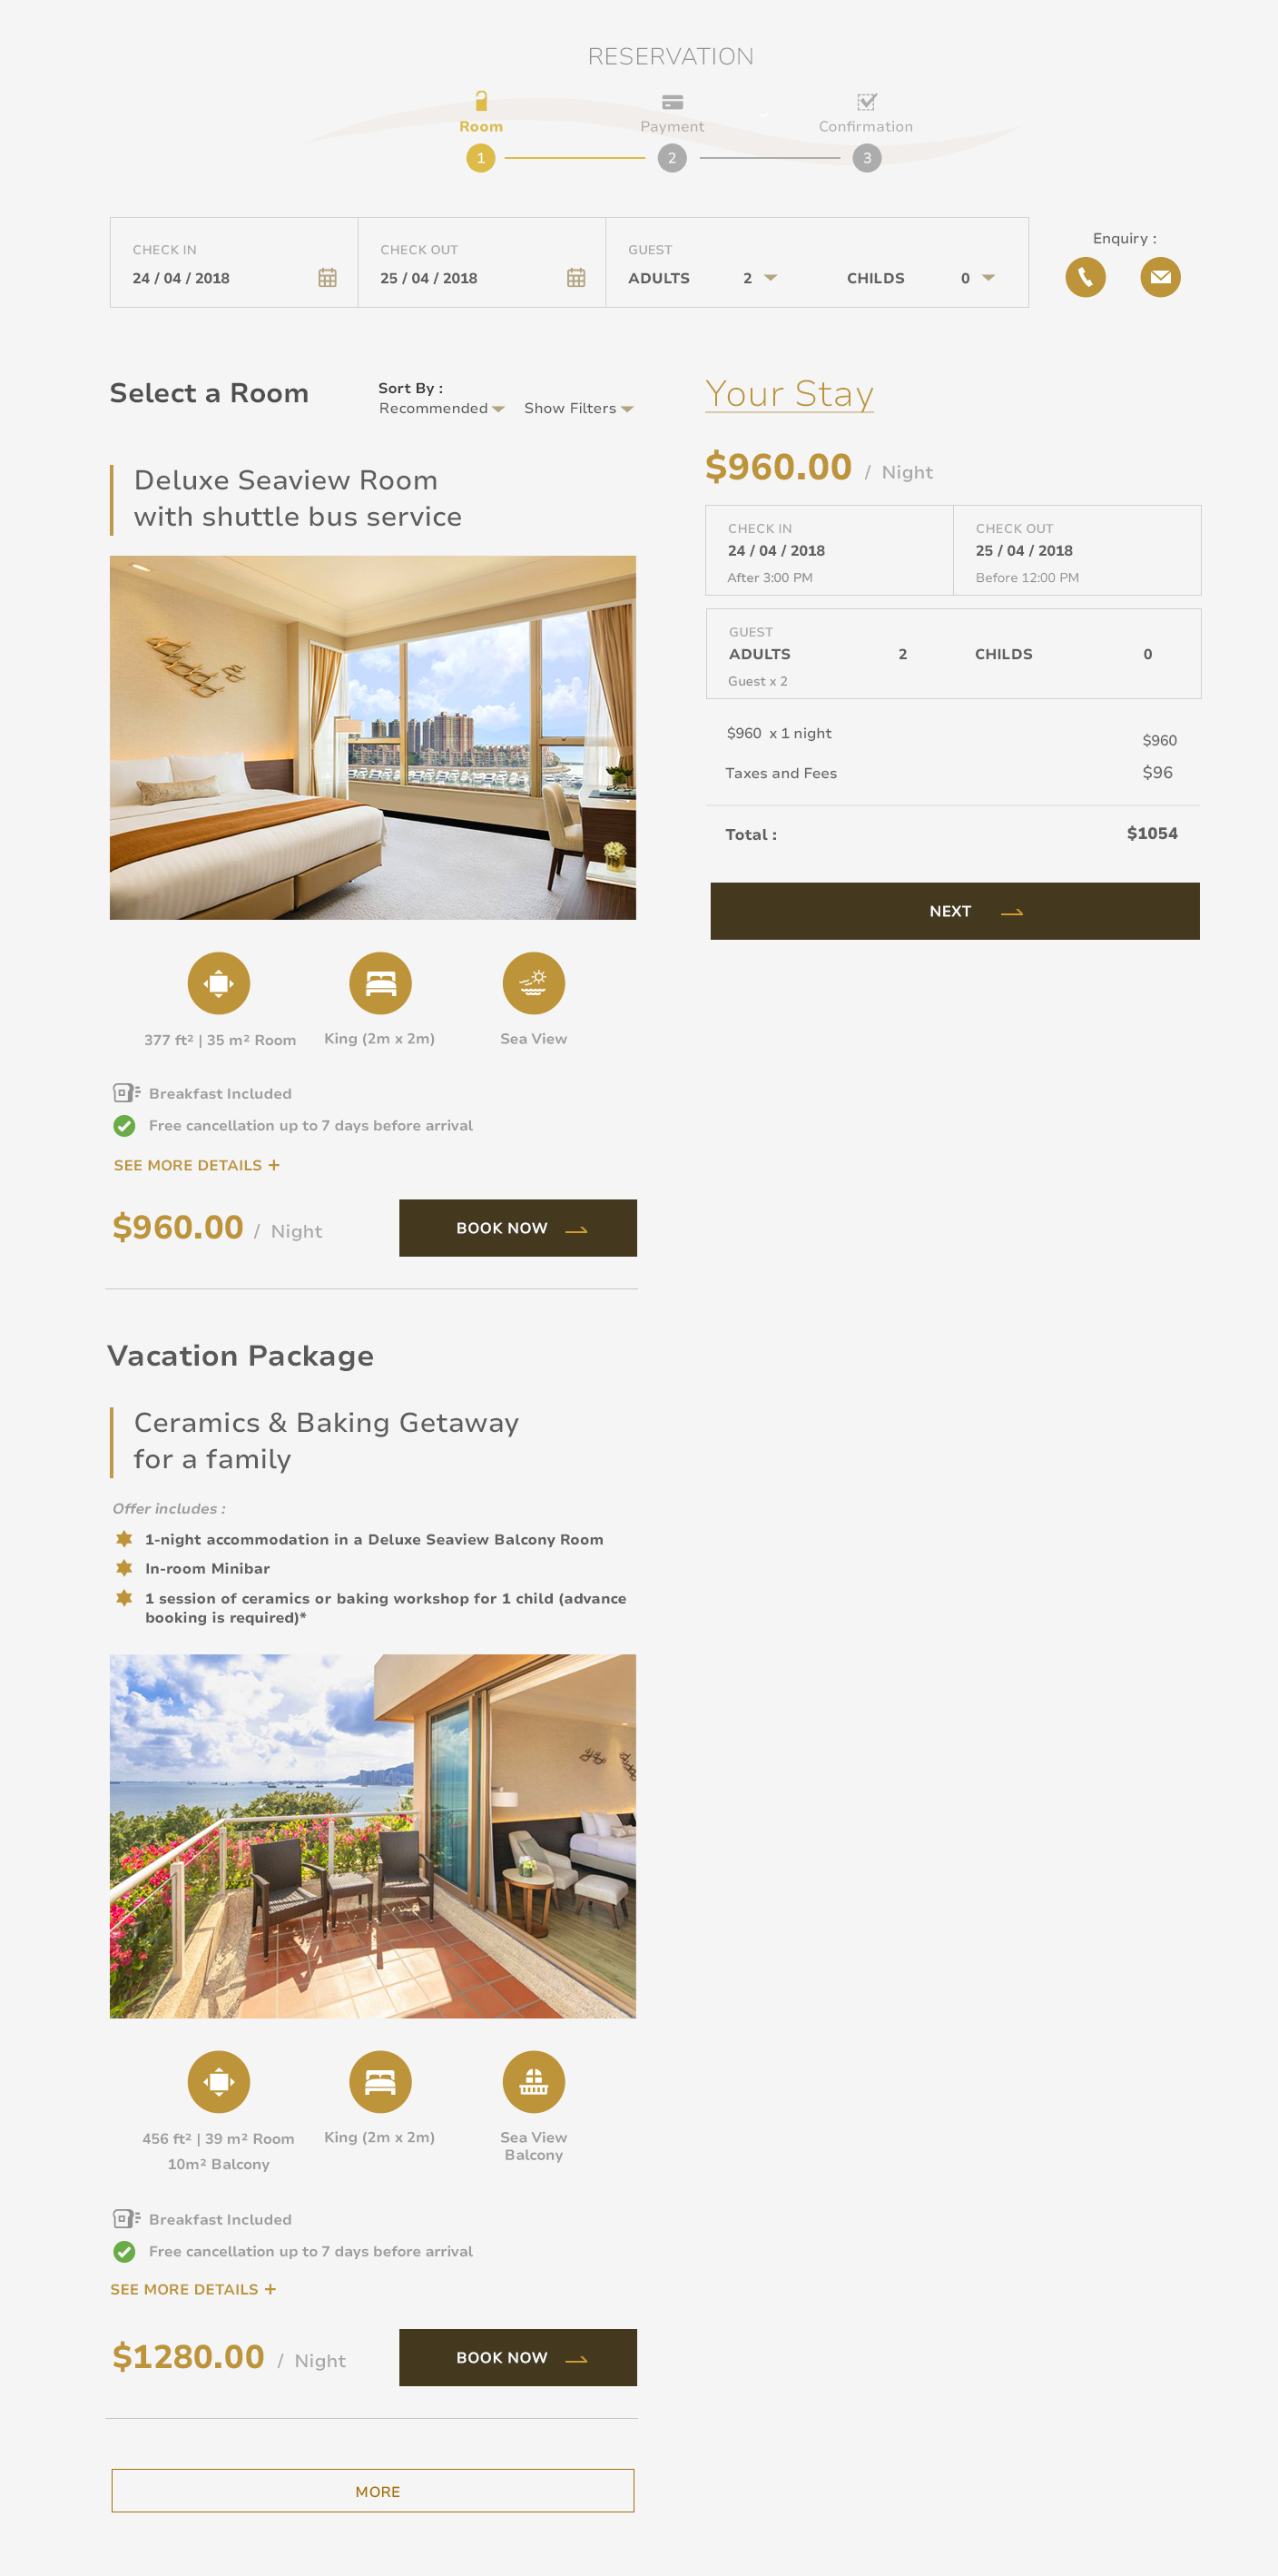 RESERVATION
Room
Payment
Confirmation
1
2
3
CHECK IN
24 / 04 / 2018
CHECK OUT
25 / 04 / 2018
GUEST
ADULTS 2 CHILDS 0
Enquiry :
Select a Room
Sort By :
Recommended
Show Filters
Deluxe Seaview Room
with shuttle bus service
377 ft² | 35 m² Room
King (2m x 2m)
Sea View
Breakfast Included
Free cancellation up to 7 days before arrival
SEE MORE DETAILS +
$960.00 / Night
BOOK NOW
Your Stay
$960.00 / Night
CHECK IN
24 / 04 / 2018
After 3:00 PM
CHECK OUT
25 / 04 / 2018
Before 12:00 PM
GUEST
ADULTS 2 CHILDS 0
Guest x 2
$960 x 1 night $960
Taxes and Fees $96
Total : $1054
NEXT
Vacation Package
Ceramics & Baking Getaway
for a family
Offer includes :
1-night accommodation in a Deluxe Seaview Balcony Room
In-room Minibar
1 session of ceramics or baking workshop for 1 child (advance
booking is required)*
456 ft² | 39 m² Room
10m² Balcony
King (2m x 2m)
Sea View
Balcony
Breakfast Included
Free cancellation up to 7 days before arrival
SEE MORE DETAILS +
$1280.00 / Night
BOOK NOW
MORE